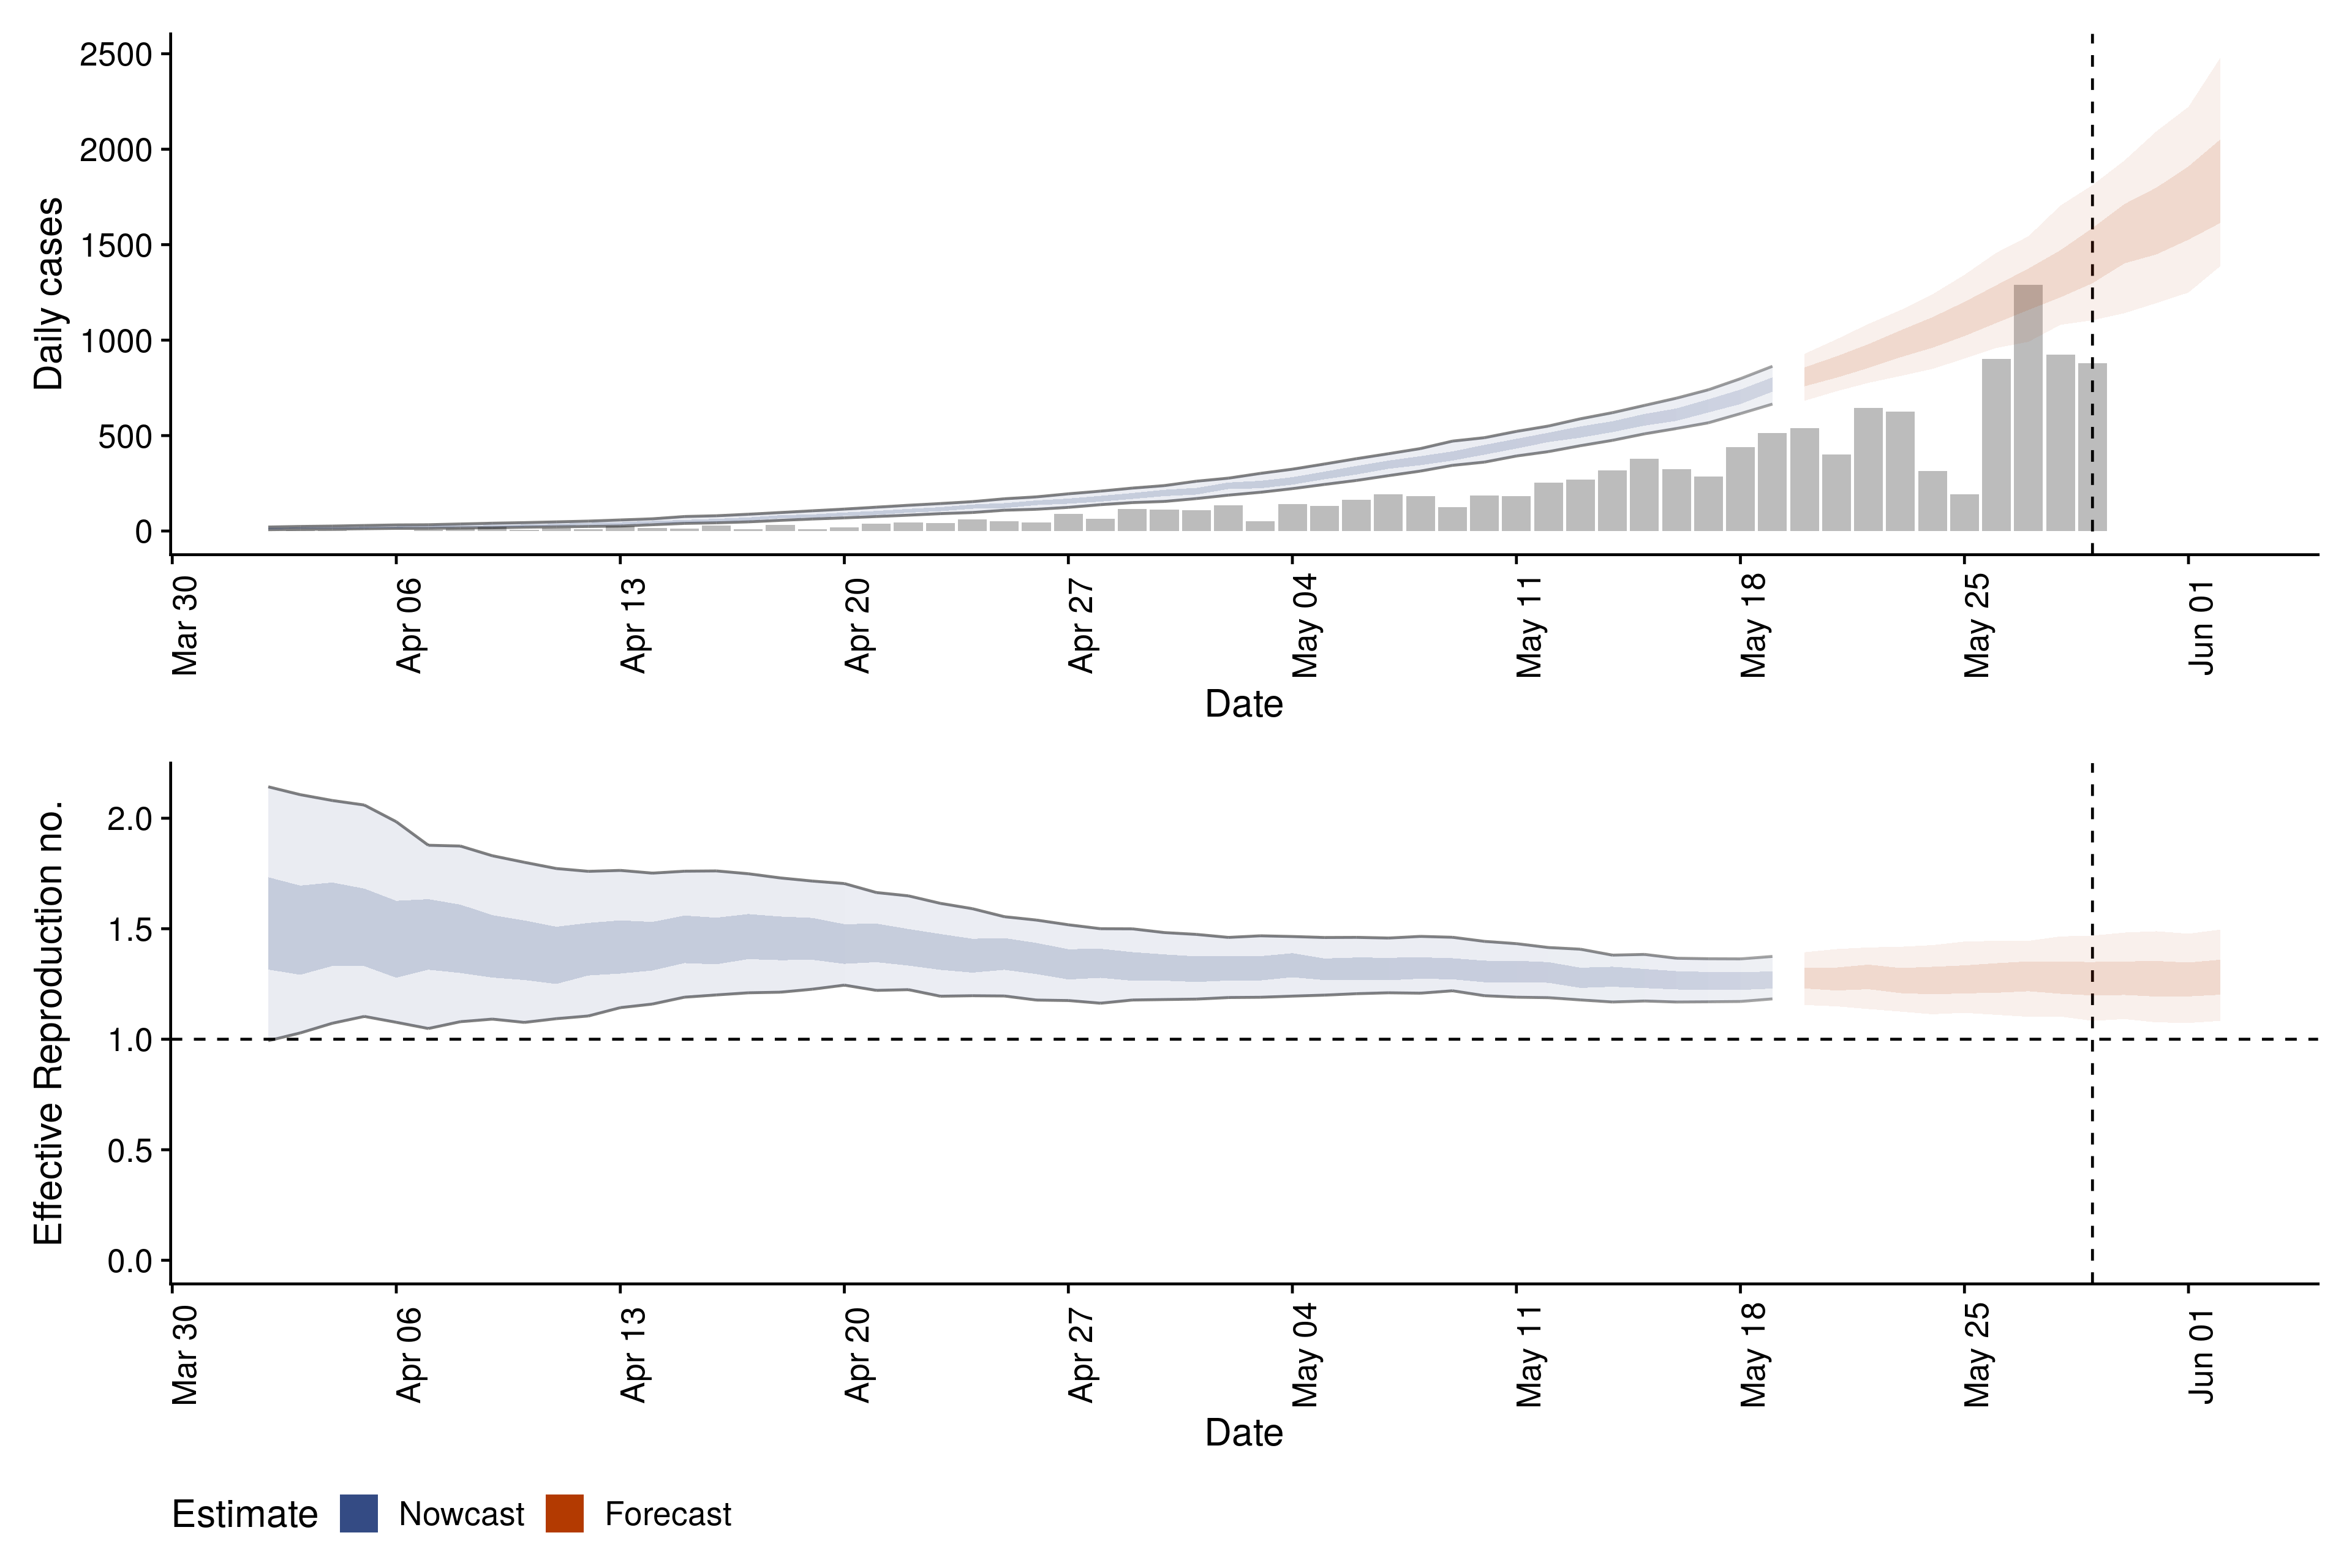 Daily cases
2500
2000
1500
1000
500
0
Mar 30
Apr 06
Apr 13
Apr 20
Apr 27
May 04
May 11
May 18
May 25
Jun 01
Date
Effective Reproduction no.
2.0
1.5
1.0
0.5
0.0
Mar 30
Apr 06
Apr 13
Apr 20
Apr 27
May 04
May 11
May 18
May 25
Jun 01
Date
Estimate Nowcast Forecast